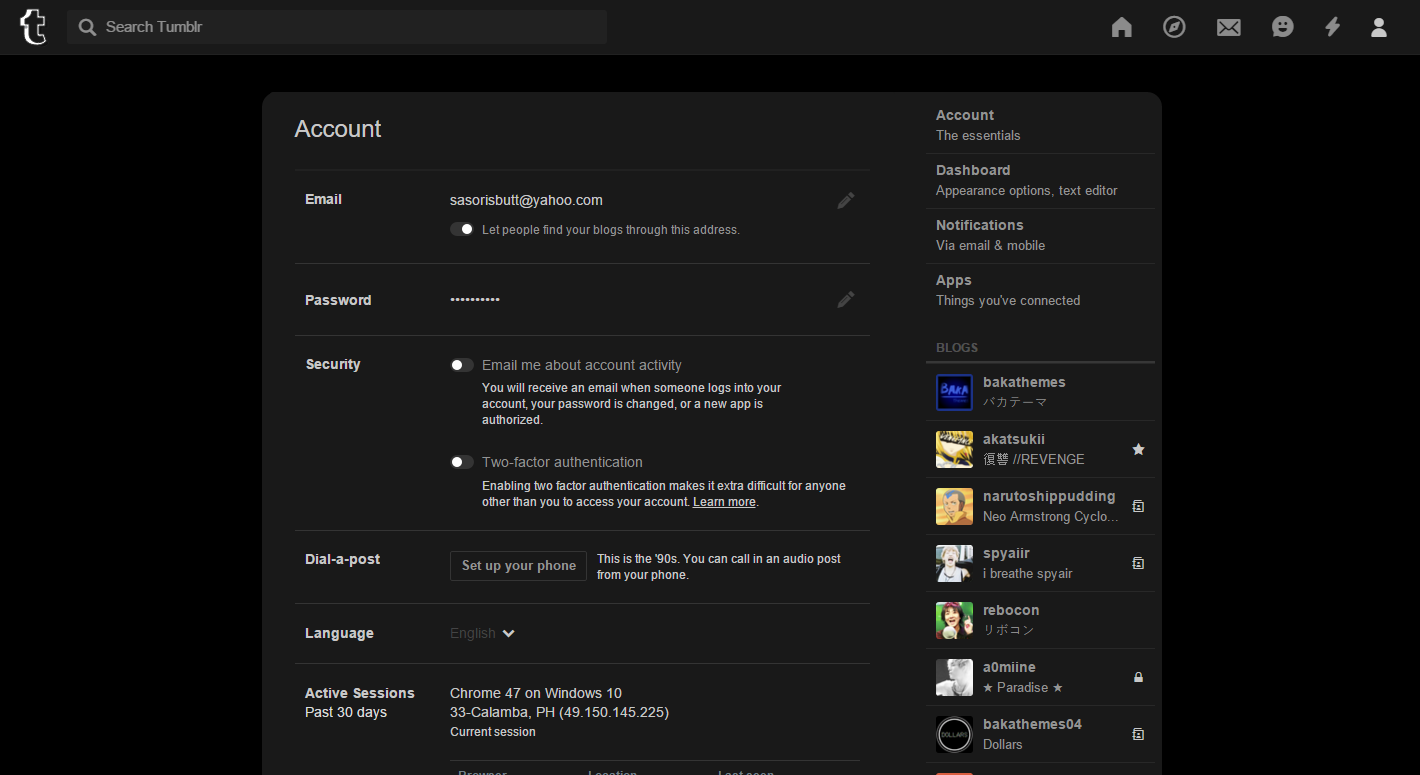 t
Search Tumblr
Account
Email
sasorisbutt@yahoo.com
Let people find your blogs through this address.
Password
••••••••••
Security
Email me about account activity
You will receive an email when someone logs into your
account, your password is changed, or a new app is
authorized.
Two-factor authentication
Enabling two factor authentication makes it extra difficult for anyone
other than you to access your account. Learn more.
Dial-a-post
Set up your phone
This is the '90s. You can call in an audio post
from your phone.
Language
English
Active Sessions
Past 30 days
Chrome 47 on Windows 10
33-Calamba, PH (49.150.145.225)
Current session
Browser Location Last seen
Account
The essentials
Dashboard
Appearance options, text editor
Notifications
Via email & mobile
Apps
Things you've connected
BLOGS
BAKA
bakathemes
バカテーマ
akatsukii
復讐 //REVENGE
narutoshippudding
Neo Armstrong Cyclo...
spyaiir
i breathe spyair
rebocon
リボコン
a0miine
★ Paradise ★
DOLLARS
bakathemes04
Dollars